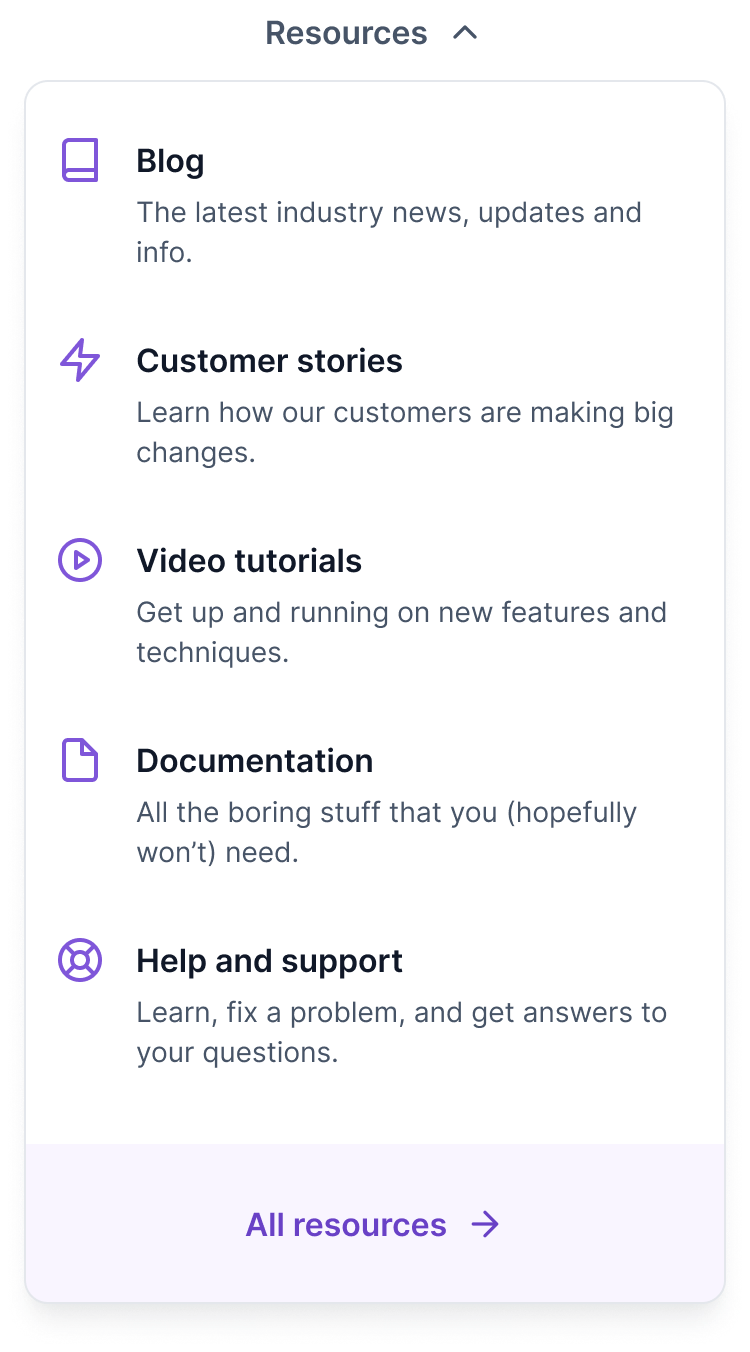 Resources
Blog
The latest industry news, updates and
info.
Customer stories
Learn how our customers are making big
changes.
Video tutorials
Get up and running on new features and
techniques.
Documentation
All the boring stuff that you (hopefully
won’t) need.
Help and support
Learn, fix a problem, and get answers to
your questions.
All resources